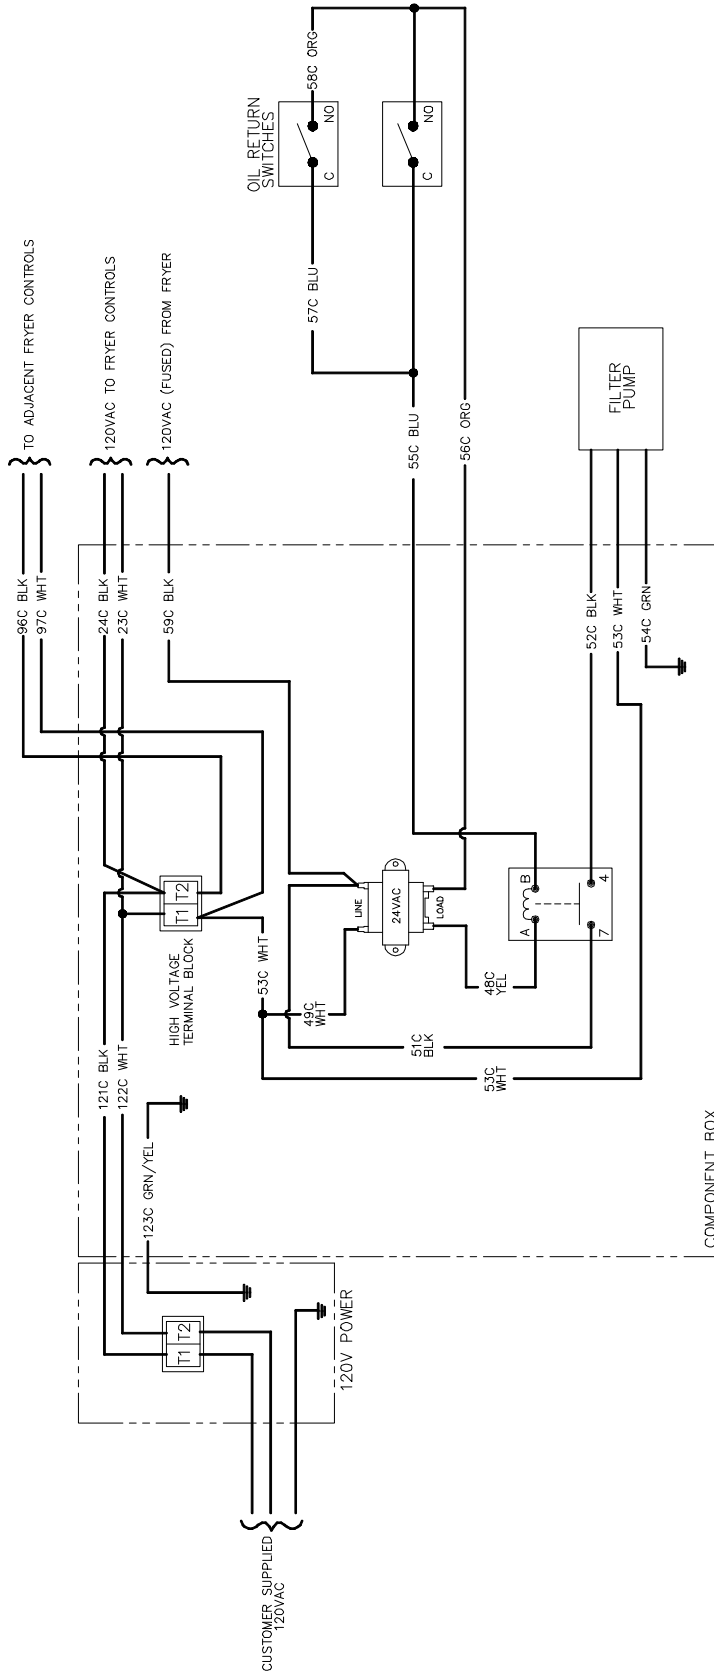 TO ADJACENT FRYER CONTROLS
120VAC TO FRYER CONTROLS
120VAC (FUSED) FROM FRYER
OIL RETURN
SWITCHES
58C ORG
C
NO
C
NO
57C BLU
55C BLU
56C ORG
FILTER
PUMP
96C BLK
97C WHT
24C BLK
23C WHT
59C BLK
52C BLK
53C WHT
54C GRN
T1
T2
HIGH VOLTAGE
TERMINAL BLOCK
53C WHT
LINE
24VAC
LOAD
A
B
7
4
49C
WHT
48C
YEL
51C
BLK
53C
WHT
121C BLK
122C WHT
123C GRN/YEL
COMPONENT BOX
T1
T2
120V POWER
CUSTOMER SUPPLIED
120VAC